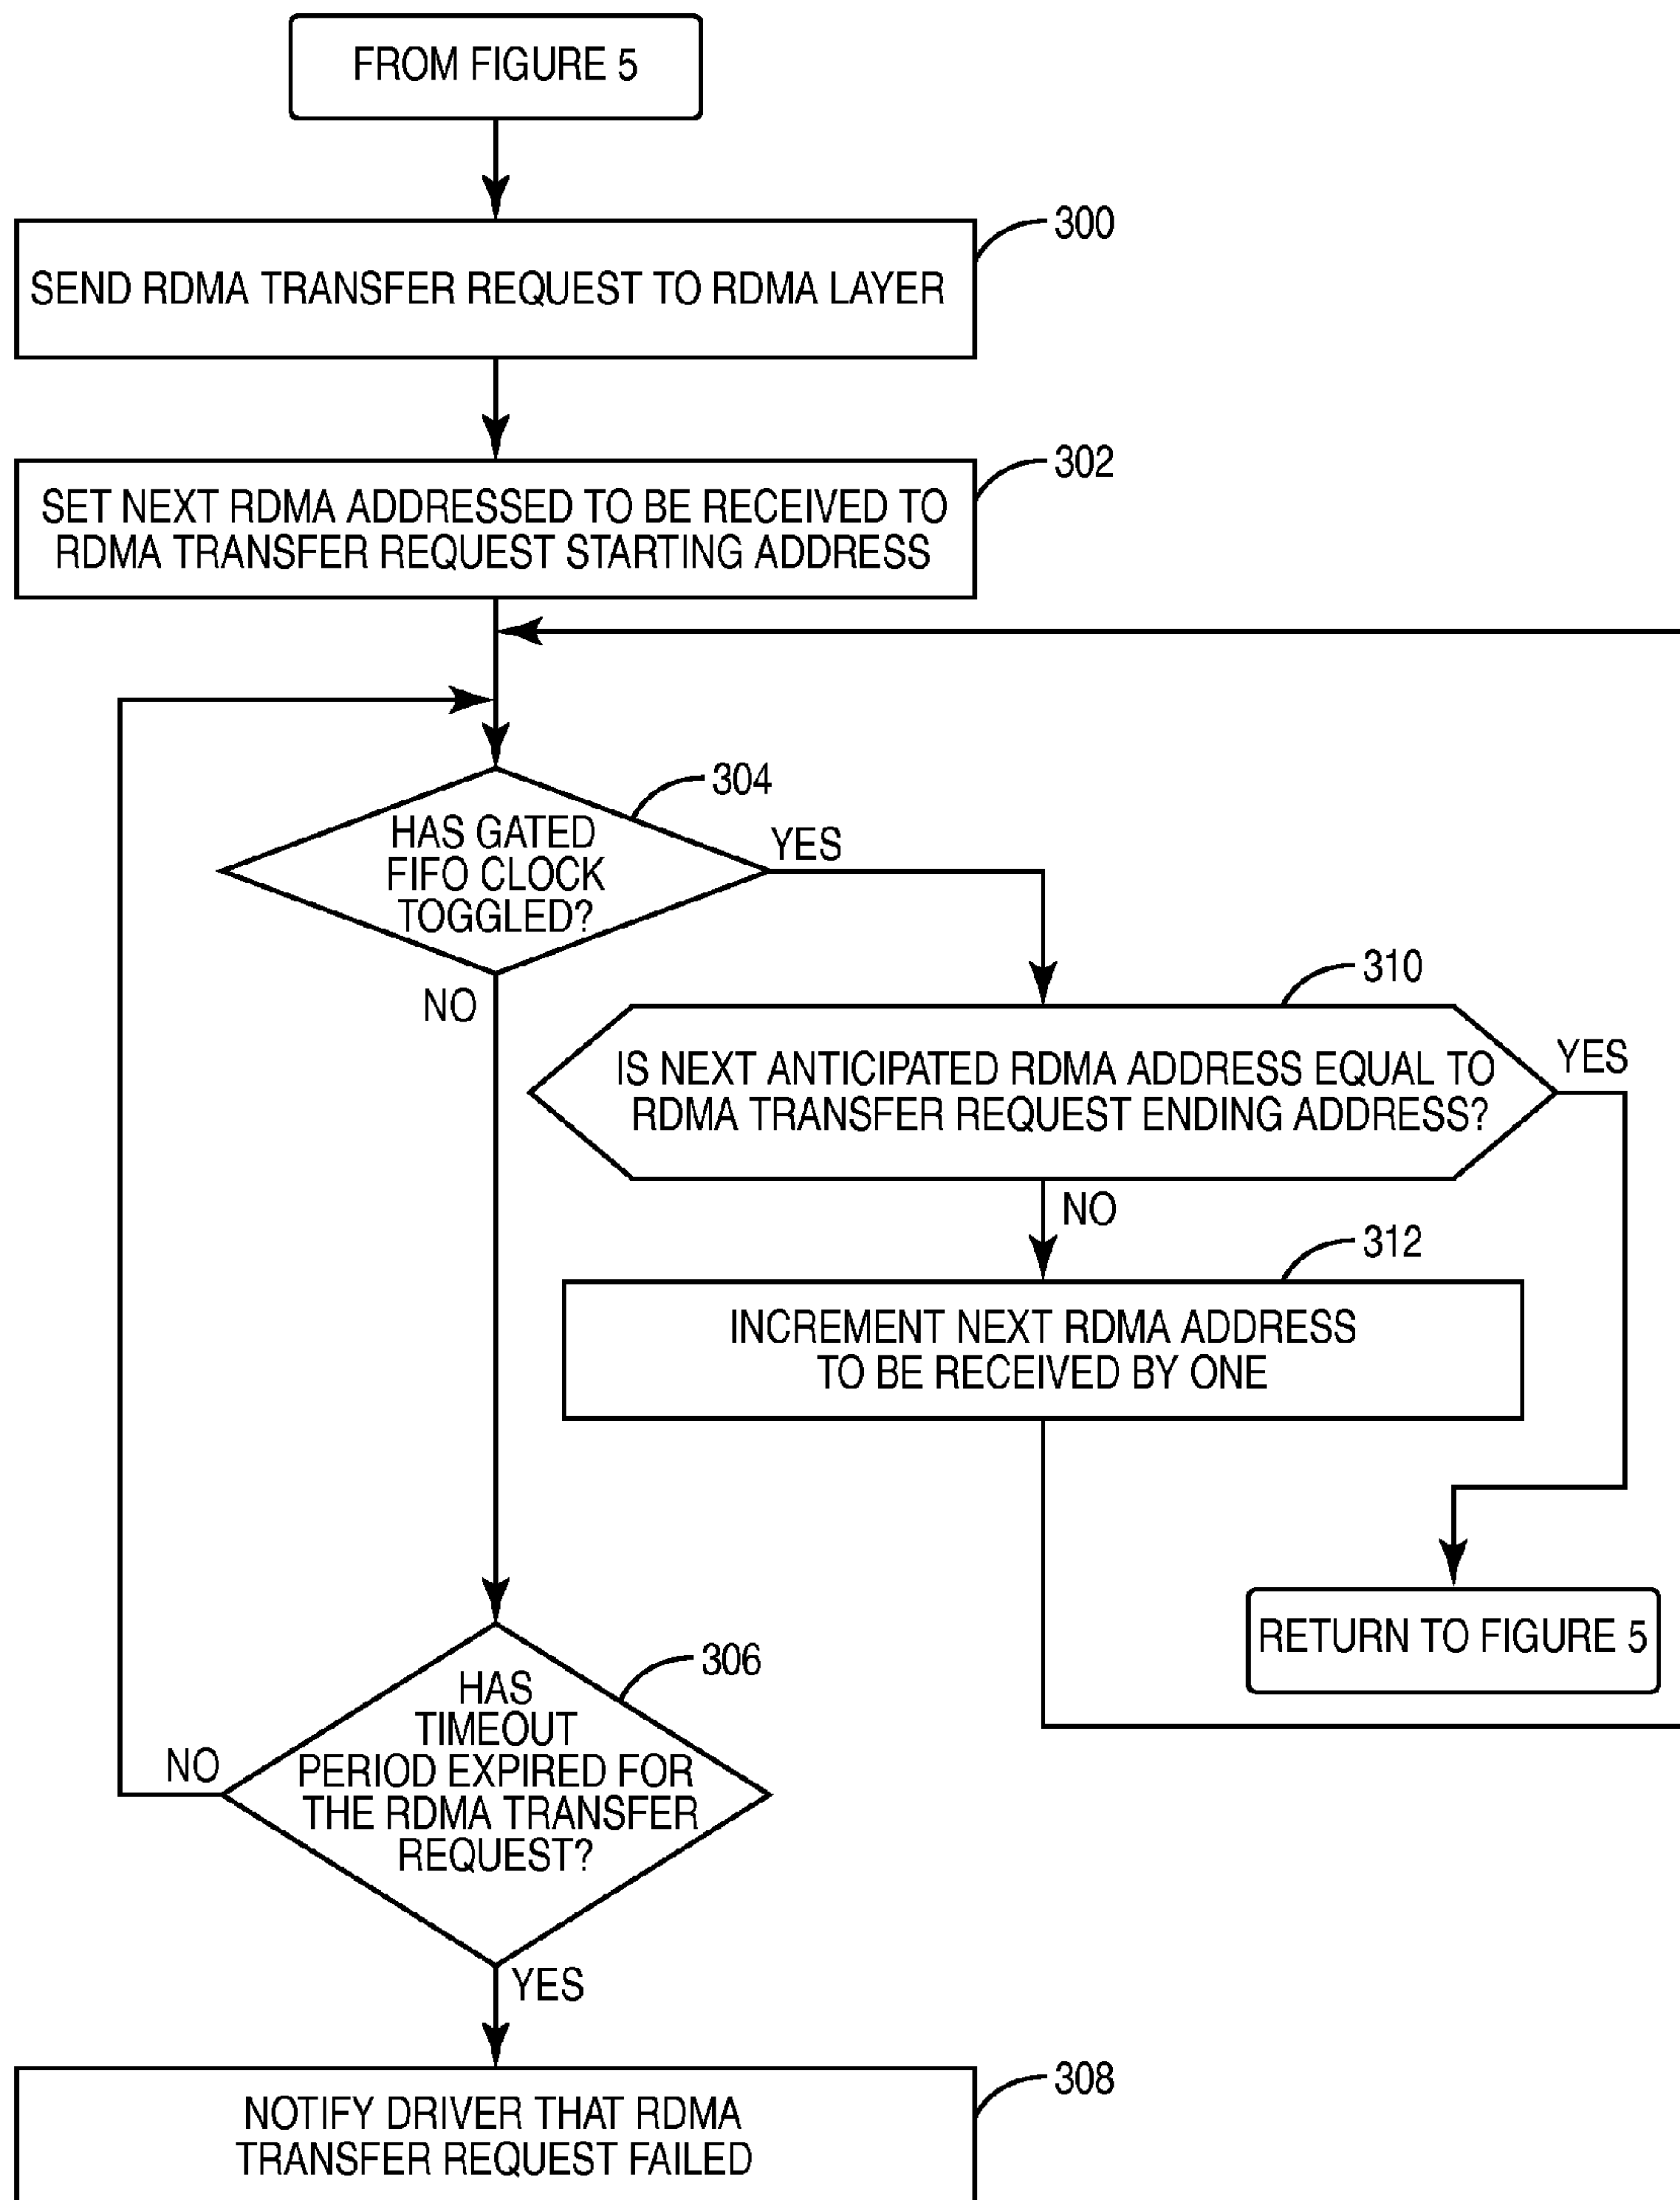 FROM FIGURE 5
300
SEND RDMA TRANSFER REQUEST TO RDMA LAYER
302
SET NEXT RDMA ADDRESSED TO BE RECEIVED TO
RDMA TRANSFER REQUEST STARTING ADDRESS
304
HAS GATED
FIFO CLOCK
TOGGLED?
YES
NO
310
IS NEXT ANTICIPATED RDMA ADDRESS EQUAL TO
RDMA TRANSFER REQUEST ENDING ADDRESS?
YES
NO
312
INCREMENT NEXT RDMA ADDRESS
TO BE RECEIVED BY ONE
RETURN TO FIGURE 5
306
HAS
TIMEOUT
PERIOD EXPIRED FOR
THE RDMA TRANSFER
REQUEST?
NO
YES
308
NOTIFY DRIVER THAT RDMA
TRANSFER REQUEST FAILED